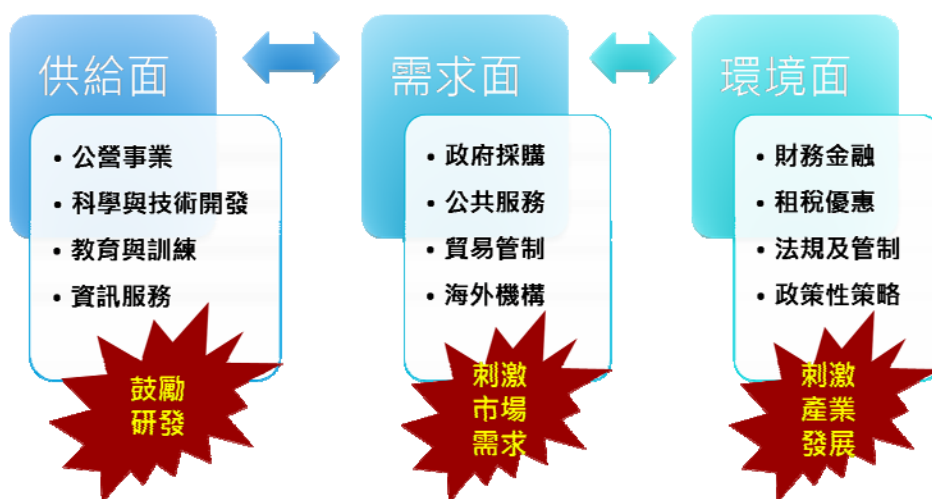 供給面
• 公營事業
• 科學與技術開發
• 教育與訓練
• 資訊服務
鼓勵
研發
需求面
• 政府採購
• 公共服務
• 貿易管制
• 海外機構
刺激
市場
需求
環境面
• 財務金融
• 租稅優惠
• 法規及管制
• 政策性策略
刺激
產業
發展